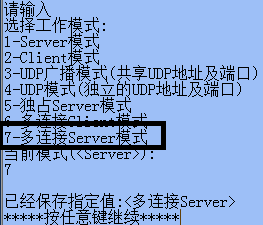 请输入
选择工作模式:
1-Server模式
2-Client模式
3-UDP广播模式(共享UDP地址及端口)
4-UDP模式(独立的UDP地址及端口)
5-独占Server模式
6-多连接Client模式
7-多连接Server模式
当前模式(<Server>):
7
已经保存指定值:<多连接Server>
*****按任意键继续*****